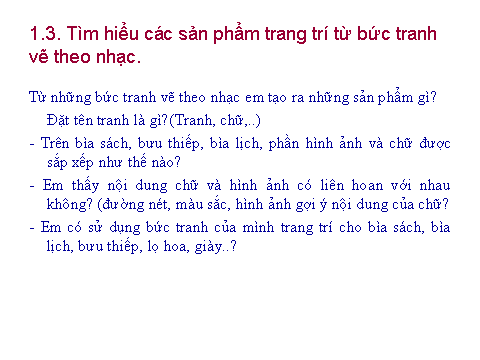 1.3. Tìm hiểu các sản phẩm trang trí từ bức tranh
vẽ theo nhạc.
Từ những bức tranh vẽ theo nhạc em tạo ra những sản phẩm gì?
Đặt tên tranh là gì?(Tranh, chữ,..)
- Trên bìa sách, bưu thiếp, bìa lịch, phần hình ảnh và chữ được
sắp xếp như thế nào?
- Em thấy nội dung chữ và hình ảnh có liên hoan với nhau
không? (đường nét, màu sắc, hình ảnh gợi ý nội dung của chữ?
- Em có sử dụng bức tranh của mình trang trí cho bìa sách, bìa
lịch, bưu thiếp, lọ hoa, giày..?